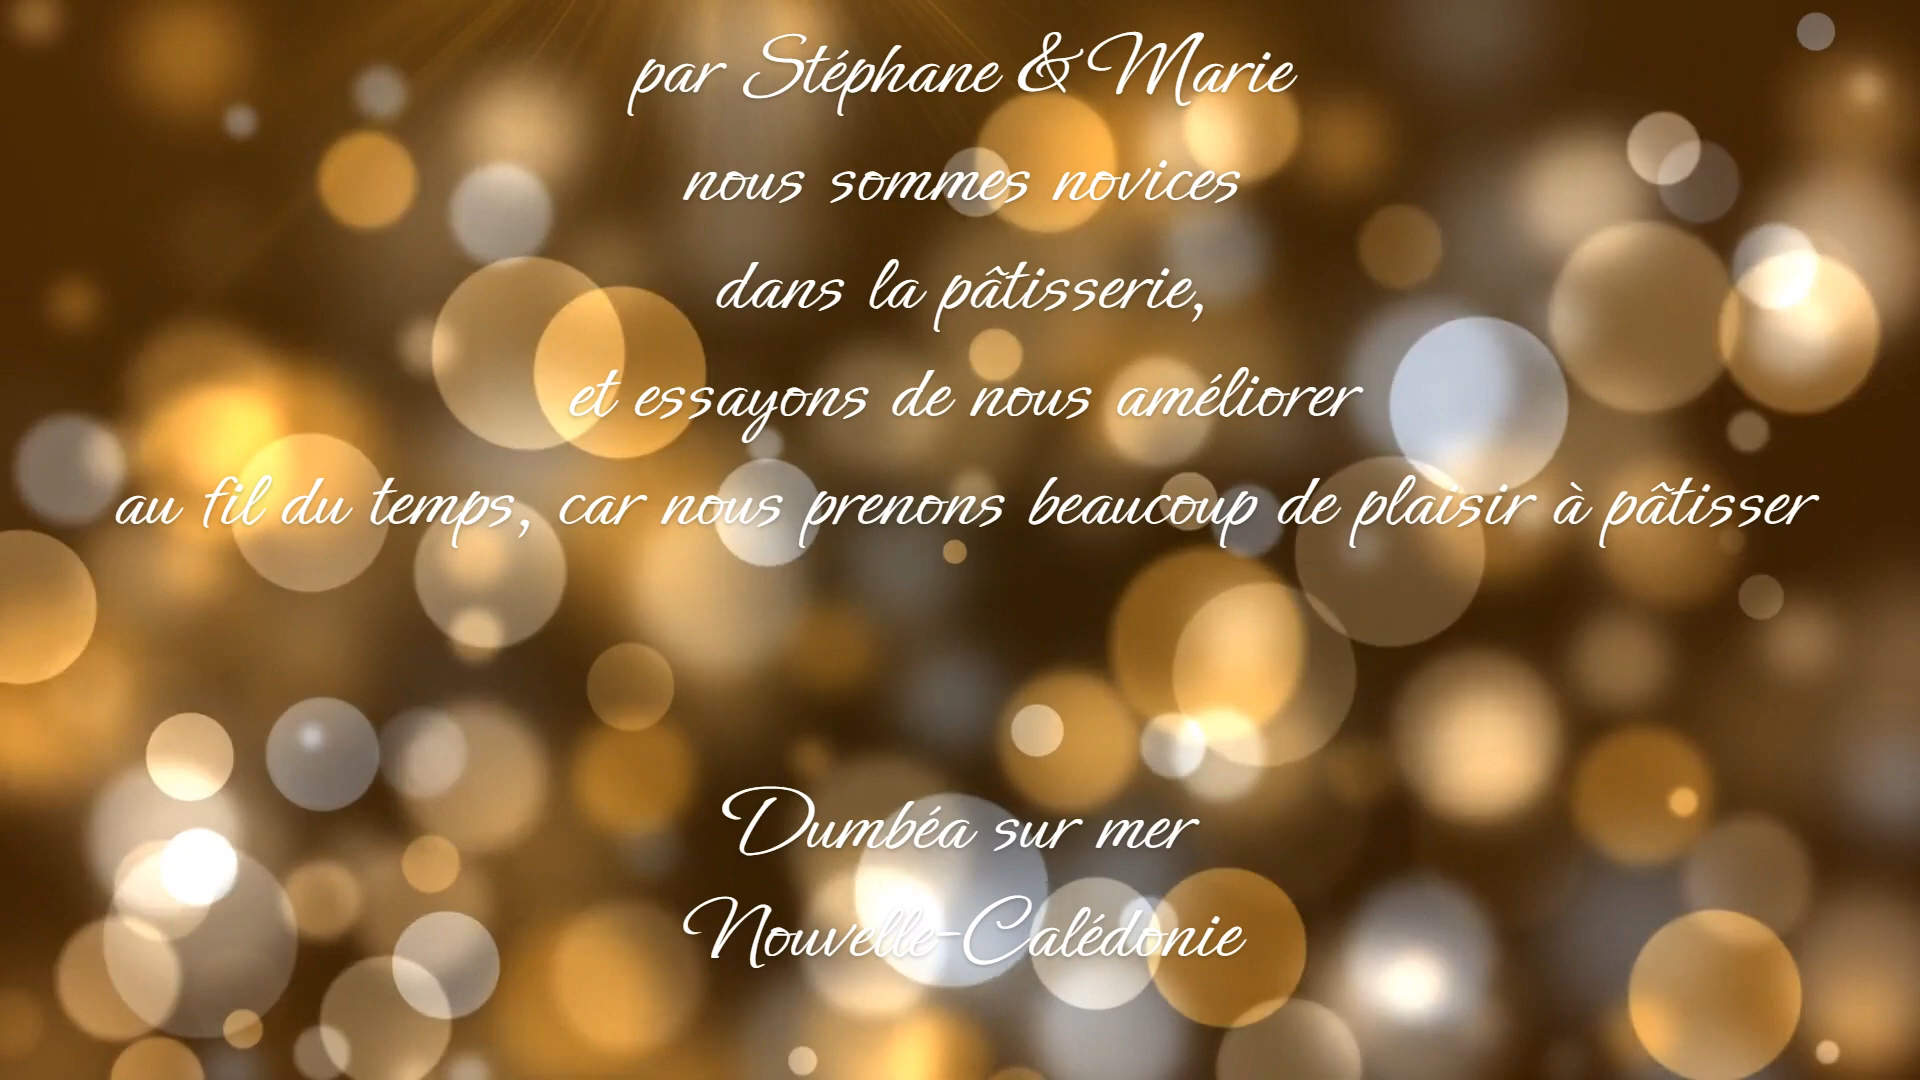 par Stéphane & Marie
nous sommes novices
dans la pâtisserie,
et essayons de nous améliorer
au fil du temps, car nous prenons beaucoup de plaisir à pâtisser
Dumbéa sur mer
Nouvelle-Calédonie